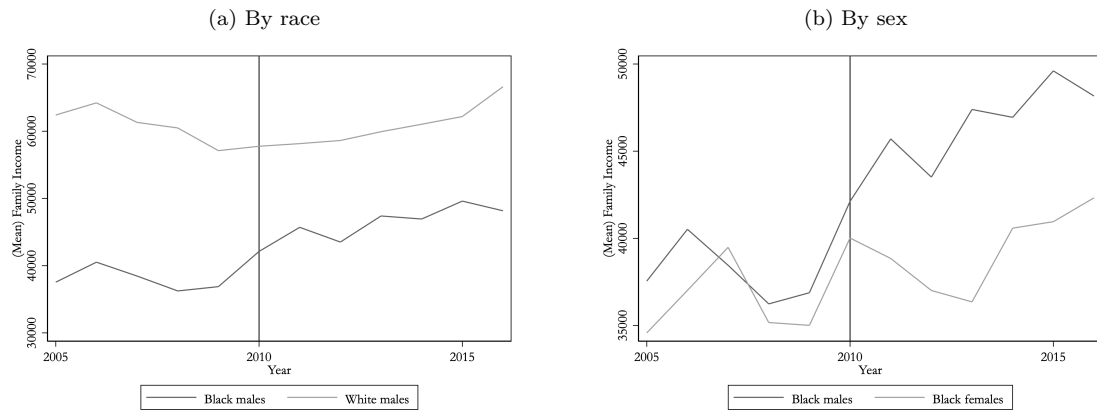 (a) By race
(b) By sex
(Mean) Family Income
30000 40000 50000 60000 70000
2005 2010 2015
Year
Black males White males
(Mean) Family Income
35000 40000 45000 50000
2005 2010 2015
Year
Black males Black females